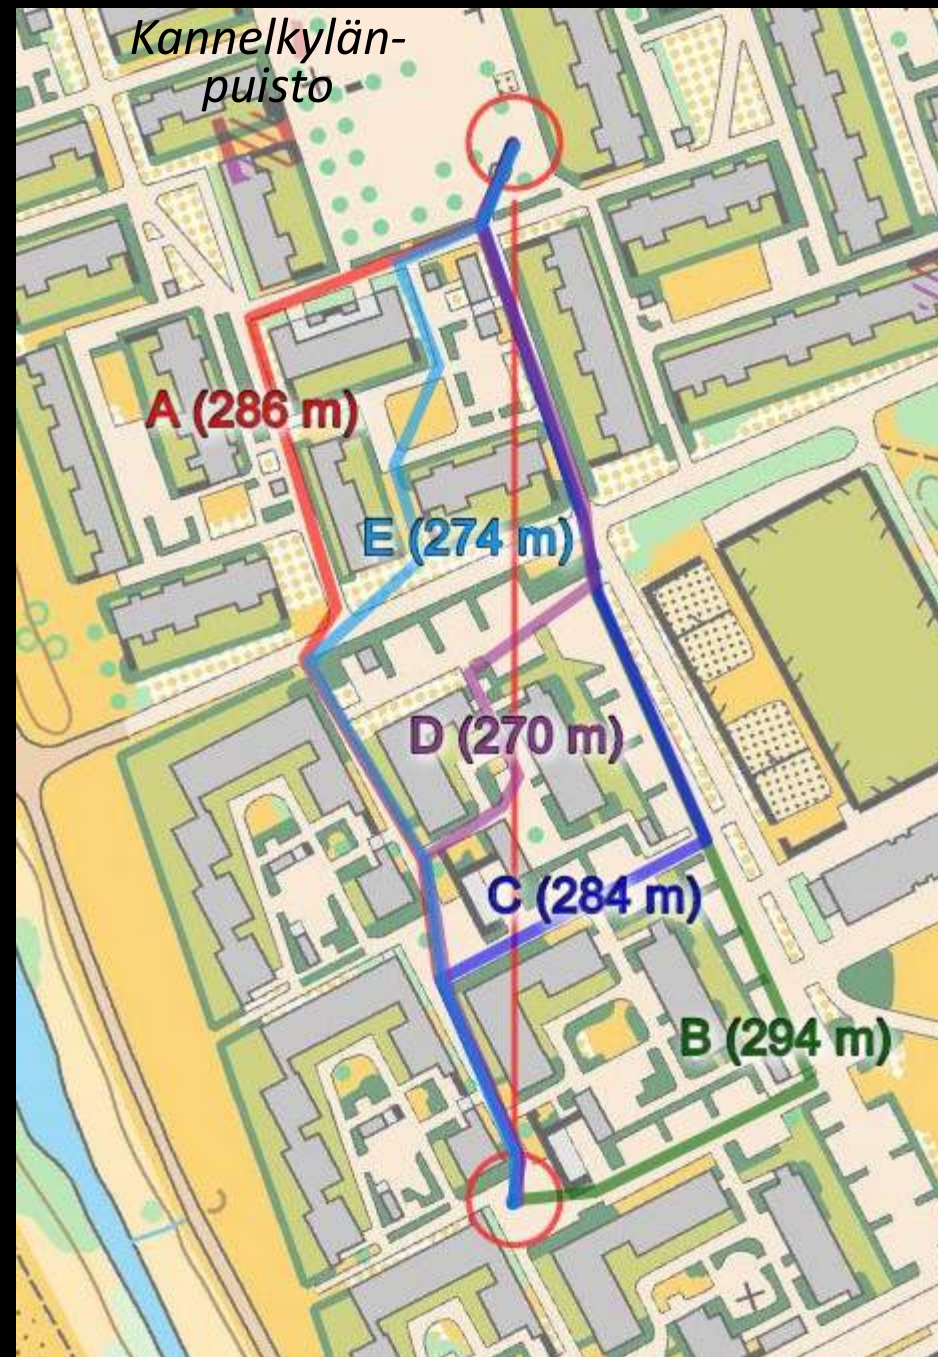 Kannelkylän-
puisto
A (286 m)
E (274 m)
D (270 m)
C (284 m)
B (294 m)